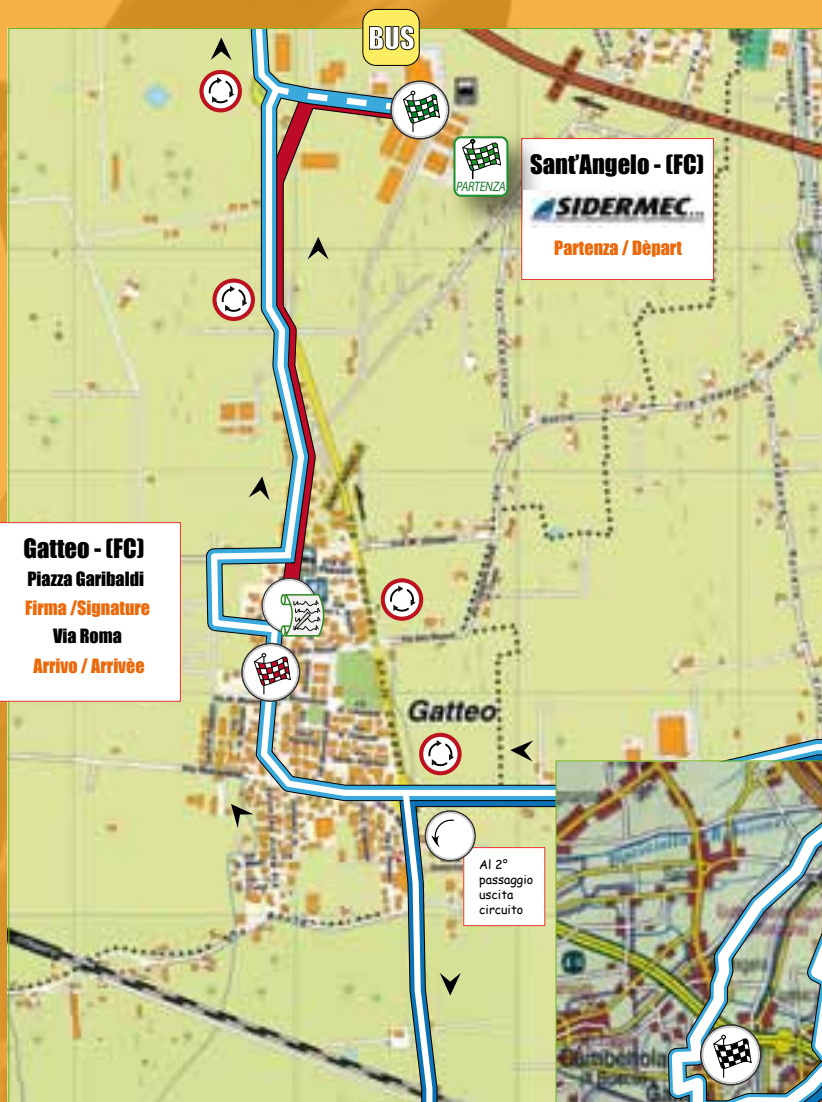 BUS
PARTENZA
Sant'Angelo - (FC)
SIDERMEC
Partenza / Dèpart
Gatteo - (FC)
Piazza Garibaldi
Firma /Signature
Via Roma
Arrivo / Arrivèe
Gatteo
Al 2°
passaggio
uscita
circuito